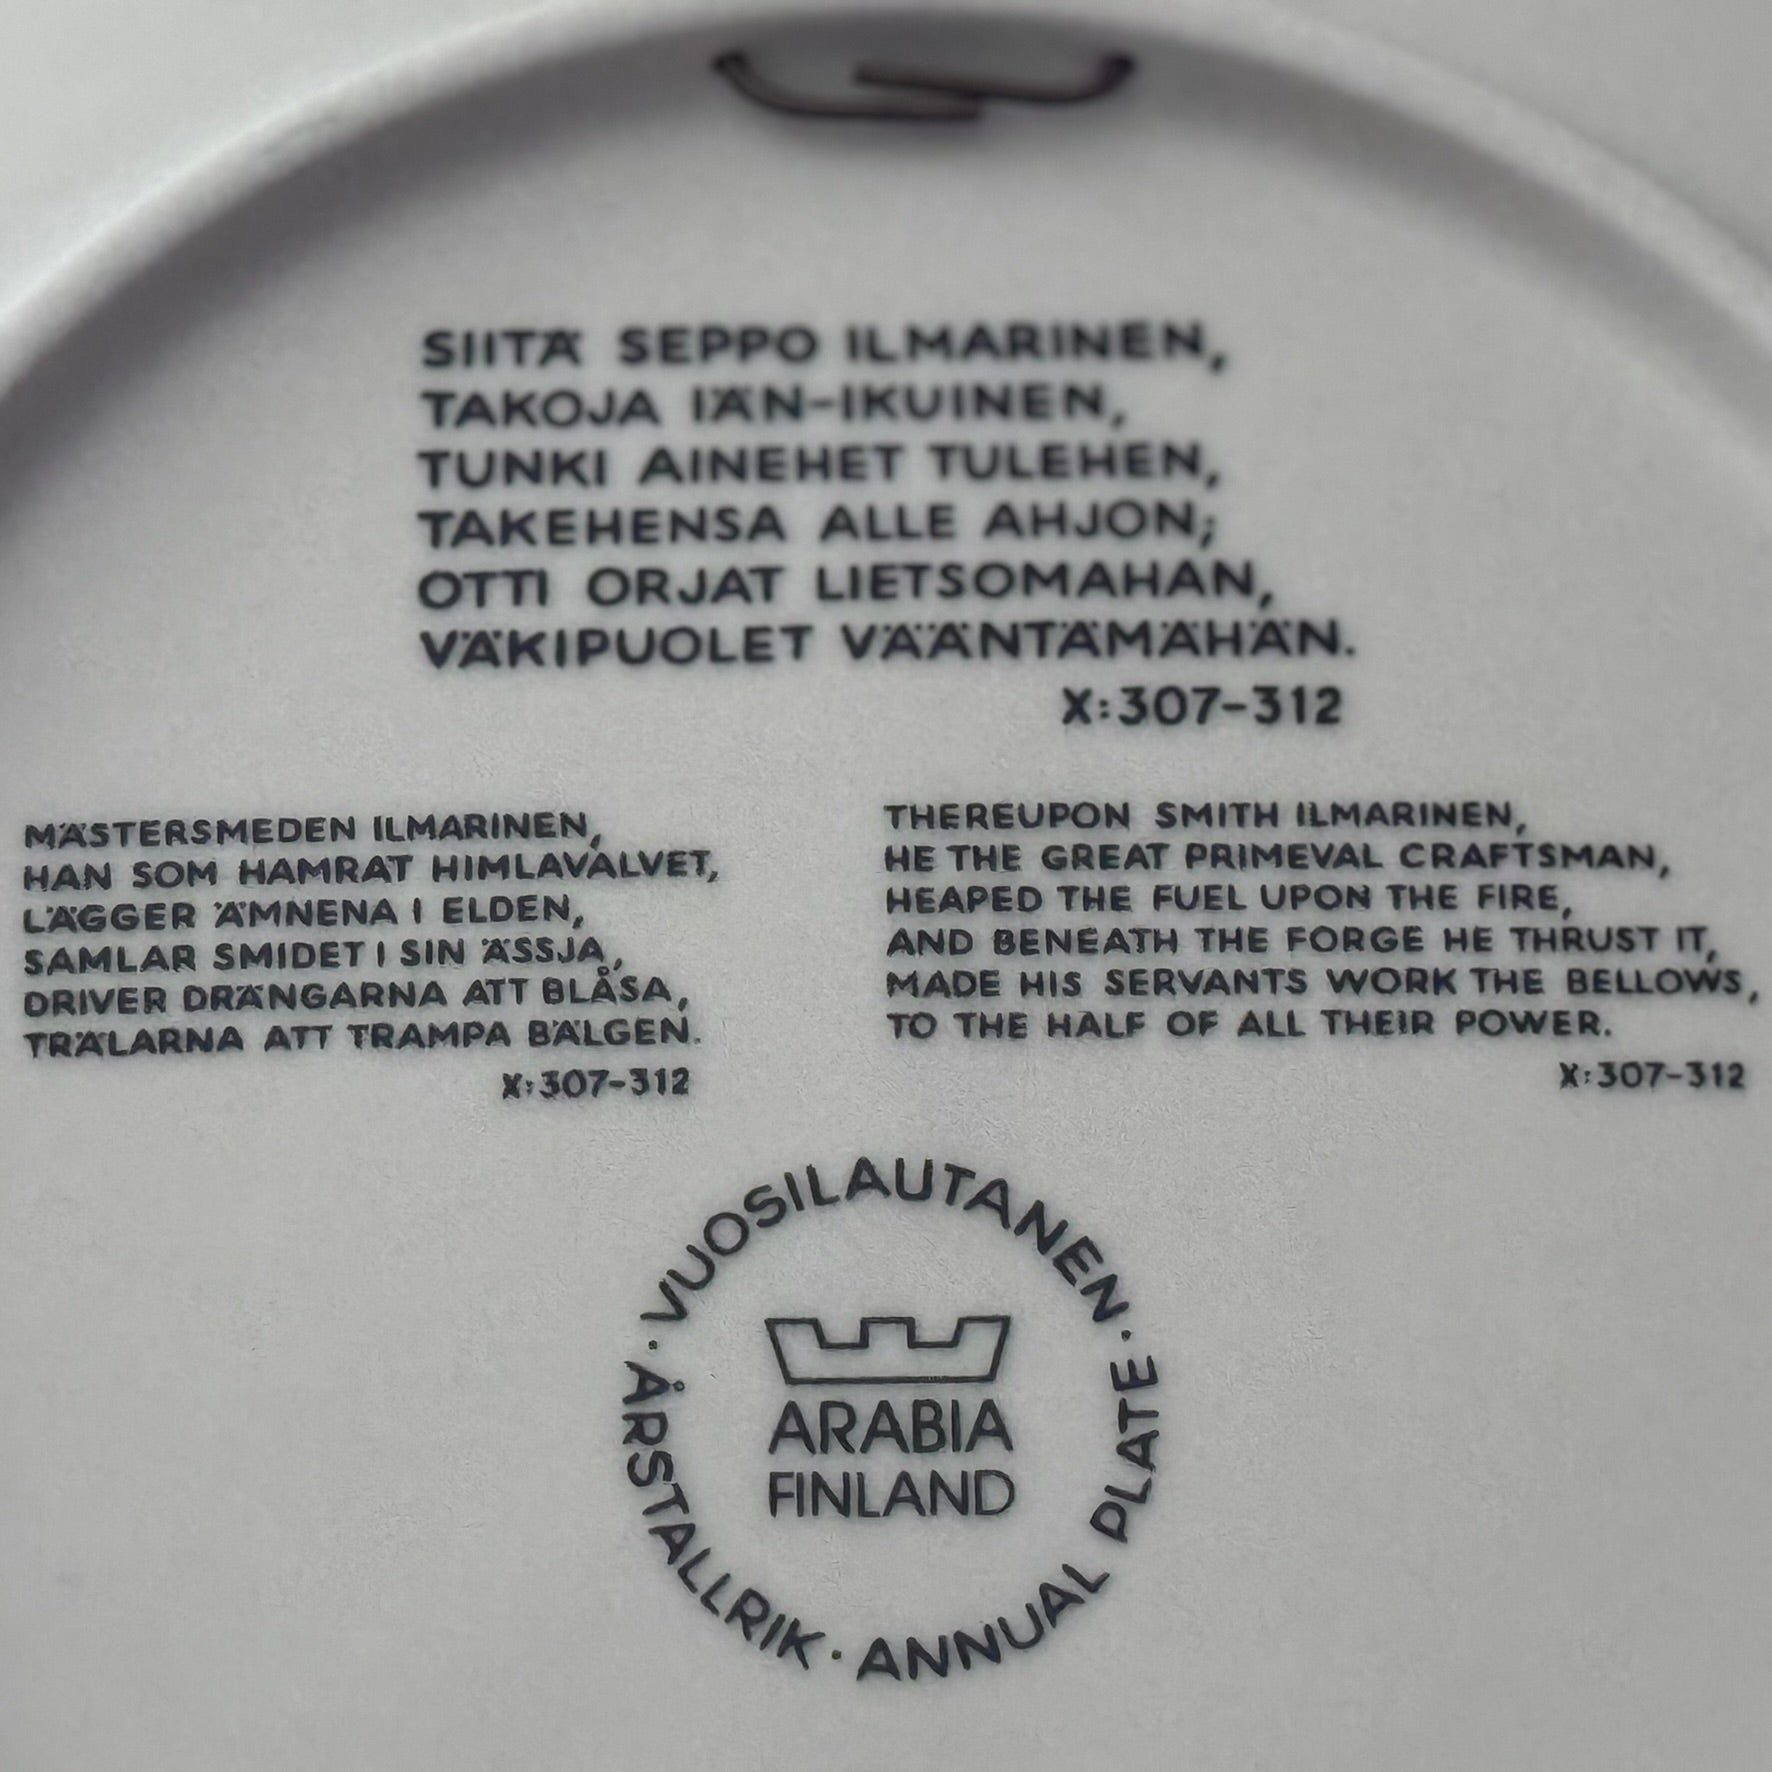 SIITÄ SEPPO ILMARINEN,
TAKOJA IÄN-IKUINEN,
TUNKI AINEHET TULEHEN,
TAKEHENSA ALLE AHJON;
OTTI ORJAT LIETSOMAHAN,
VÄKIPUOLET VÄÄNTÄMÄHÄN.
X:307-312
MÄSTERSMEDEN ILMARINEN,
HAN SOM HAMRAT HIMLAVALVET,
LÄGGER ÄMNENA I ELDEN,
SAMLAR SMIDET I SIN ÄSSJA,
DRIVER DRÄNGARNA ATT BLÅSA,
TRÄLARNA ATT TRAMPA BÄLGEN.
X:307-312
THEREUPON SMITH ILMARINEN,
HE THE GREAT PRIMEVAL CRAFTSMAN,
HEAPED THE FUEL UPON THE FIRE,
AND BENEATH THE FORGE HE THRUST IT,
MADE HIS SERVANTS WORK THE BELLOWS,
TO THE HALF OF ALL THEIR POWER.
X:307-312
VUOSILAUTANEN · ANNUAL PLATE · ÅRSTALLRIK ·
ARABIA
FINLAND